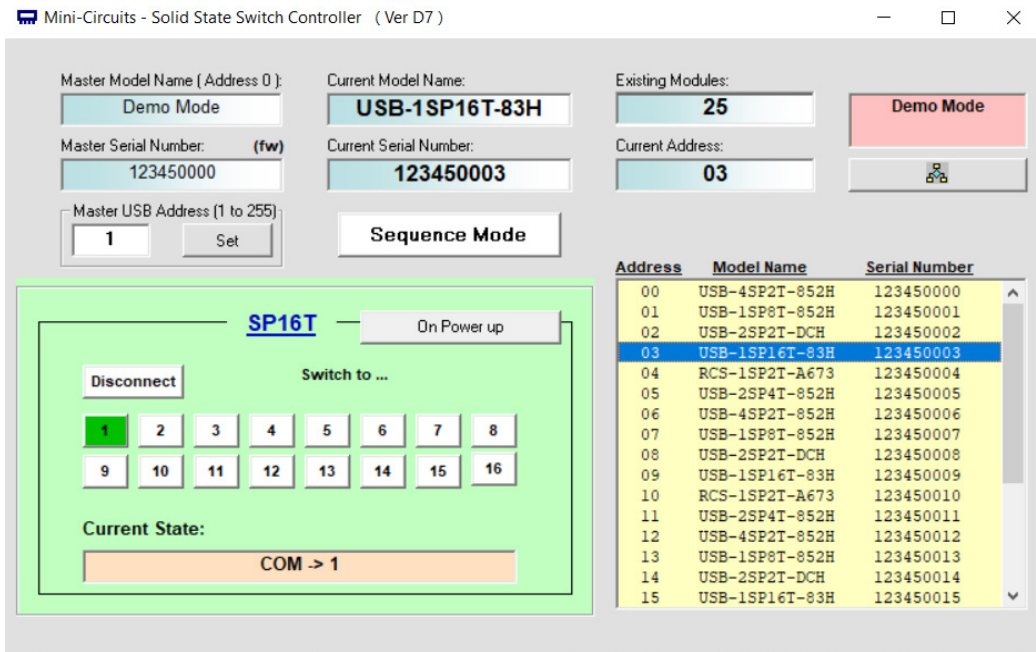 Mini-Circuits - Solid State Switch Controller ( Ver D7 )
Master Model Name ( Address 0 ): Current Model Name: Existing Modules:
Demo Mode USB-1SP16T-83H 25 Demo Mode
Master Serial Number: (fw) Current Serial Number: Current Address:
123450000 123450003 03
Master USB Address (1 to 255)
1 Set Sequence Mode
Address Model Name Serial Number
00 USB-4SP2T-852H 123450000
01 USB-1SP8T-852H 123450001
02 USB-2SP2T-DCH 123450002
03 USB-1SP16T-83H 123450003
04 RCS-1SP2T-A673 123450004
05 USB-2SP4T-852H 123450005
06 USB-4SP2T-852H 123450006
07 USB-1SP8T-852H 123450007
08 USB-2SP2T-DCH 123450008
09 USB-1SP16T-83H 123450009
10 RCS-1SP2T-A673 123450010
11 USB-2SP4T-852H 123450011
12 USB-4SP2T-852H 123450012
13 USB-1SP8T-852H 123450013
14 USB-2SP2T-DCH 123450014
15 USB-1SP16T-83H 123450015
SP16T On Power up
Disconnect Switch to ...
1 2 3 4 5 6 7 8
9 10 11 12 13 14 15 16
Current State:
COM -> 1